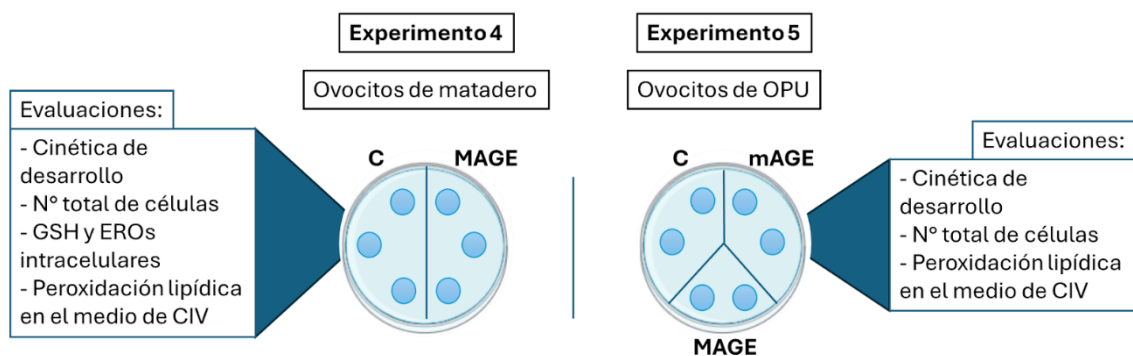 Experimento 4
Ovocitos de matadero
Evaluaciones:
- Cinética de
desarrollo
- N° total de células
- GSH y EROs
intracelulares
- Peroxidación lipídica
en el medio de CIV
C
MAGE
Experimento 5
Ovocitos de OPU
C
mAGE
MAGE
Evaluaciones:
- Cinética de
desarrollo
- N° total de células
- Peroxidación lipídica
en el medio de CIV